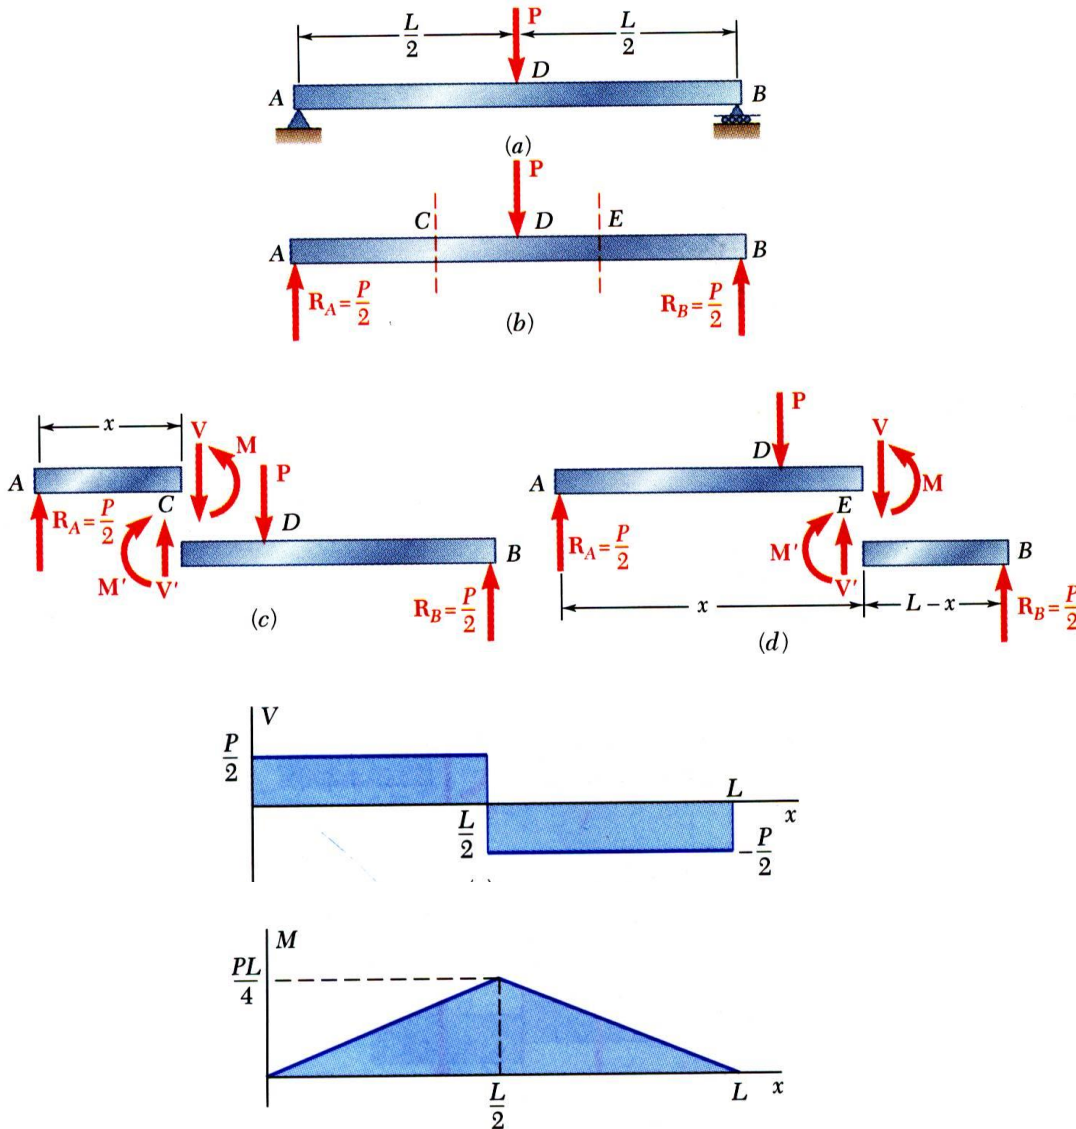 L/2 P L/2
D
A B
(a)
P
C D E
A B
R_A = P/2 R_B = P/2
(b)
x V M P
A C D
R_A = P/2
M' V' B
R_B = P/2
(c)
P V
D
A E M
R_A = P/2 M' V' B
x L – x R_B = P/2
(d)
V
P/2
L
L/2 x
–P/2
M
PL/4
L/2 L x